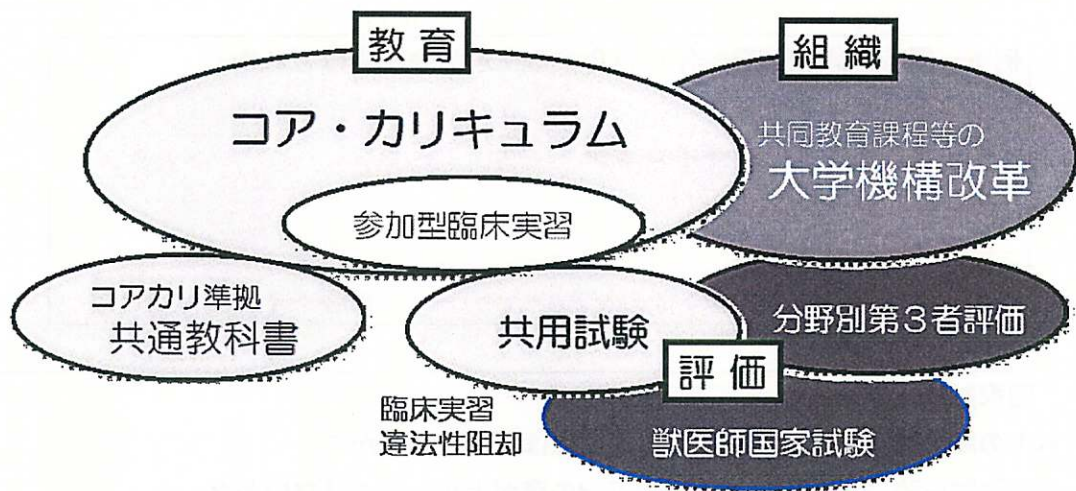 教育
組織
コア・カリキュラム
共同教育課程等の
大学機構改革
参加型臨床実習
コアカリ準拠
共通教科書
共用試験
分野別第3者評価
評価
臨床実習
違法性阻却
獣医師国家試験